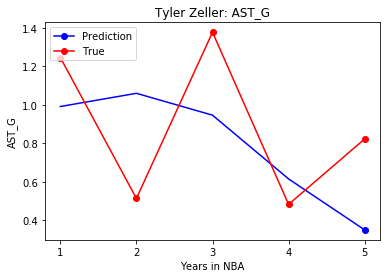 Tyler Zeller: AST_G
Prediction
True
AST_G
1.4
1.2
1.0
0.8
0.6
0.4
1 2 3 4 5
Years in NBA